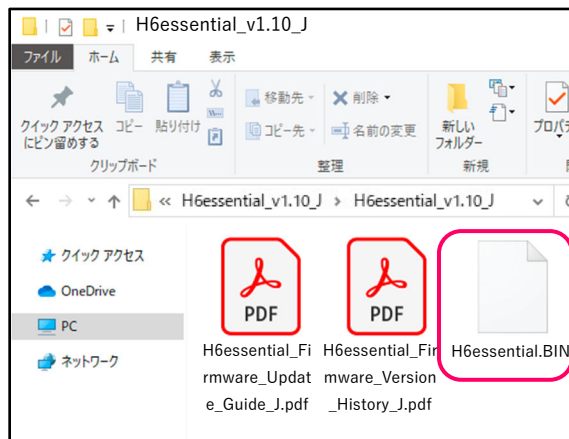 H6essential_v1.10_J
ファイル ホーム 共有 表示
クイック アクセス
にピン留めする
コピー
貼り付け
移動先
コピー先
削除
名前の変更
新しい
フォルダー
クリップボード
整理
新規
« H6essential_v1.10_J > H6essential_v1.10_J
クイック アクセス
OneDrive
PC
ネットワーク
PDF
H6essential_Fi
rmware_Updat
e_Guide_J.pdf
PDF
H6essential_Fir
mware_Version
_History_J.pdf
H6essential.BIN